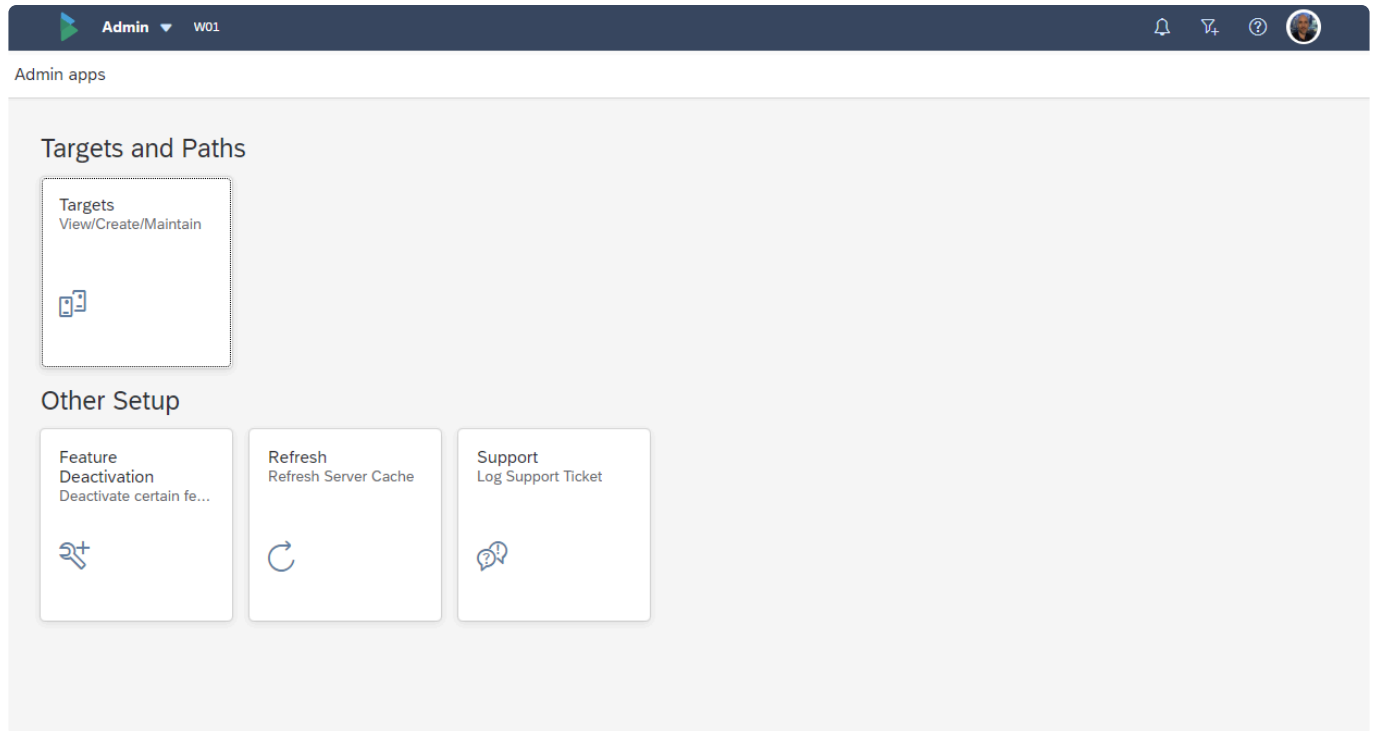 Admin W01
Admin apps
Targets and Paths
Targets
View/Create/Maintain
Other Setup
Feature
Deactivation
Deactivate certain fe...
Refresh
Refresh Server Cache
Support
Log Support Ticket